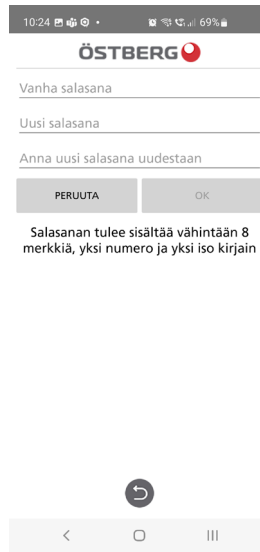 10:24 69%
ÖSTBERG
Vanha salasana
Uusi salasana
Anna uusi salasana uudestaan
PERUUTA OK
Salasanan tulee sisältää vähintään 8
merkkiä, yksi numero ja yksi iso kirjain